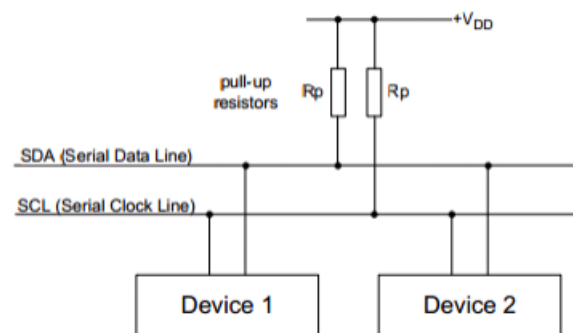 +VDD
pull-up
resistors
Rp
Rp
SDA (Serial Data Line)
SCL (Serial Clock Line)
Device 1
Device 2